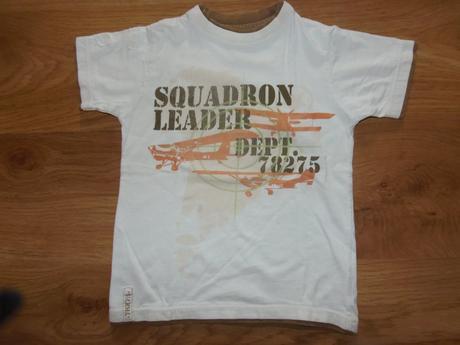 SQUADRON
LEADER
DEPT.
78275